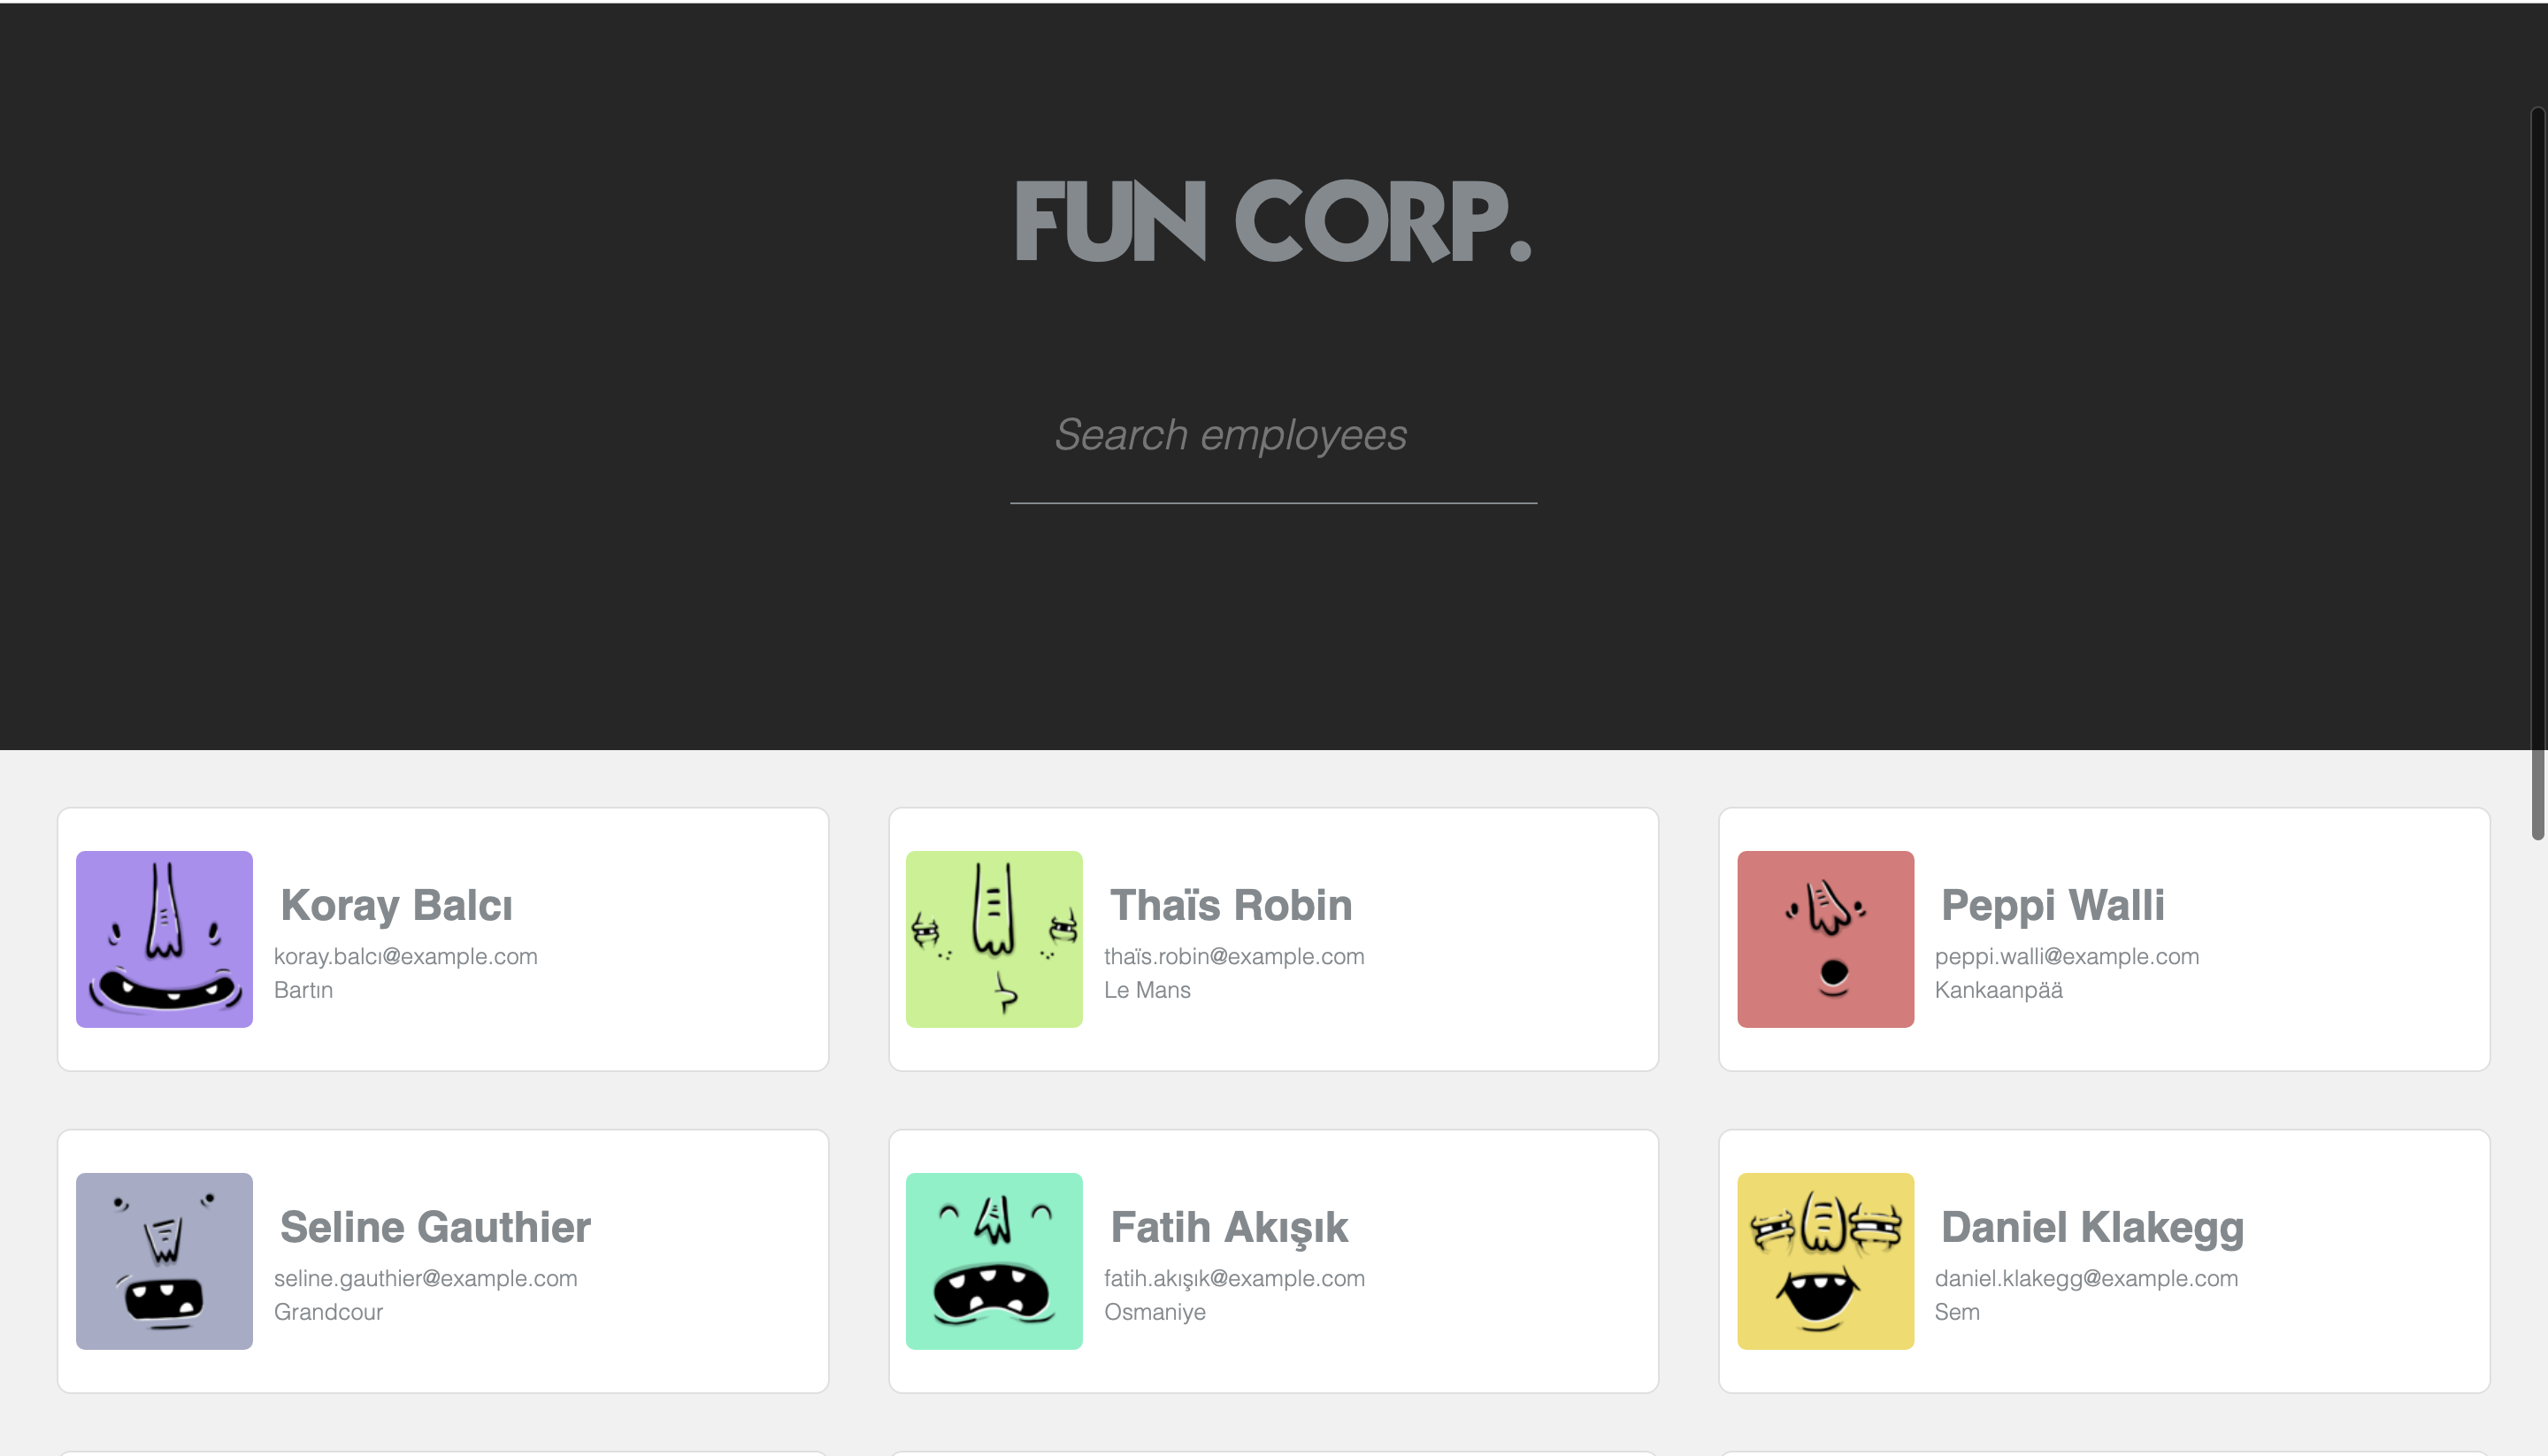 FUN CORP.
Search employees
Koray Balcı
koray.balcı@example.com
Bartın
Thaïs Robin
thaïs.robin@example.com
Le Mans
Peppi Walli
peppi.walli@example.com
Kankaanpää
Seline Gauthier
seline.gauthier@example.com
Grandcour
Fatih Akışık
fatih.akışık@example.com
Osmaniye
Daniel Klakegg
daniel.klakegg@example.com
Sem